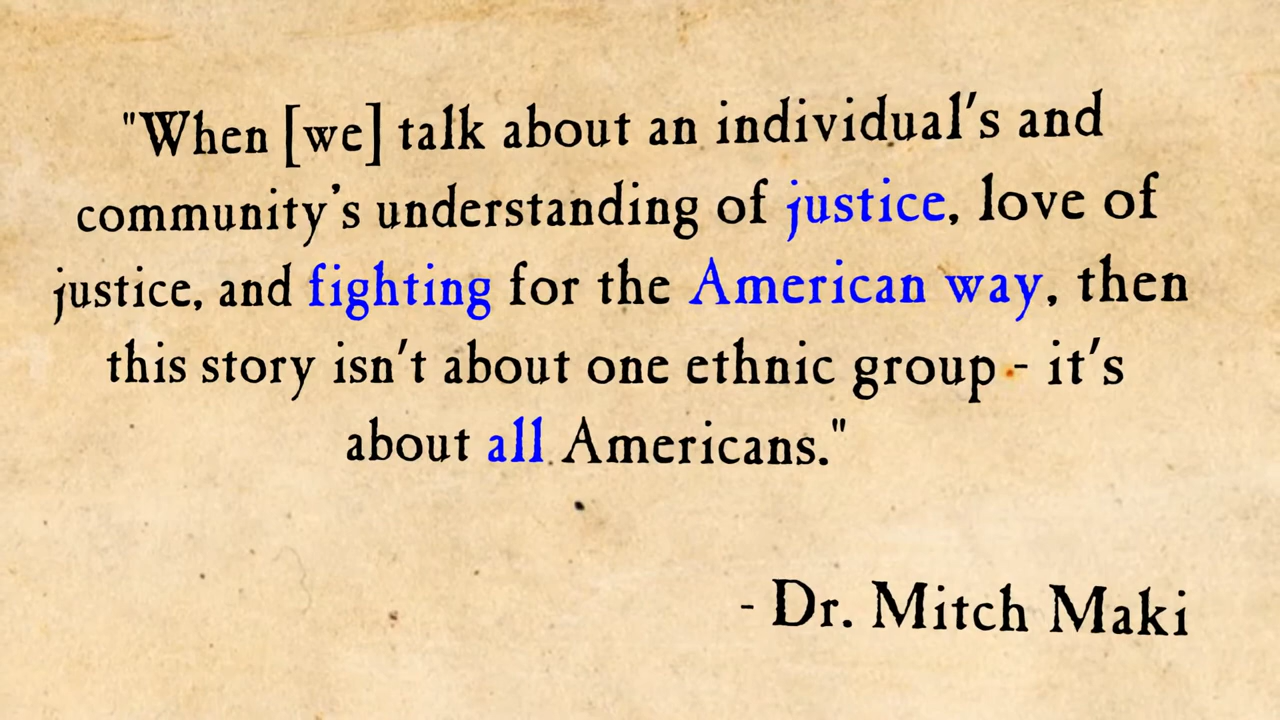 "When [we] talk about an individual's and
community's understanding of justice, love of
justice, and fighting for the American way, then
this story isn't about one ethnic group - it's
about all Americans."
- Dr. Mitch Maki